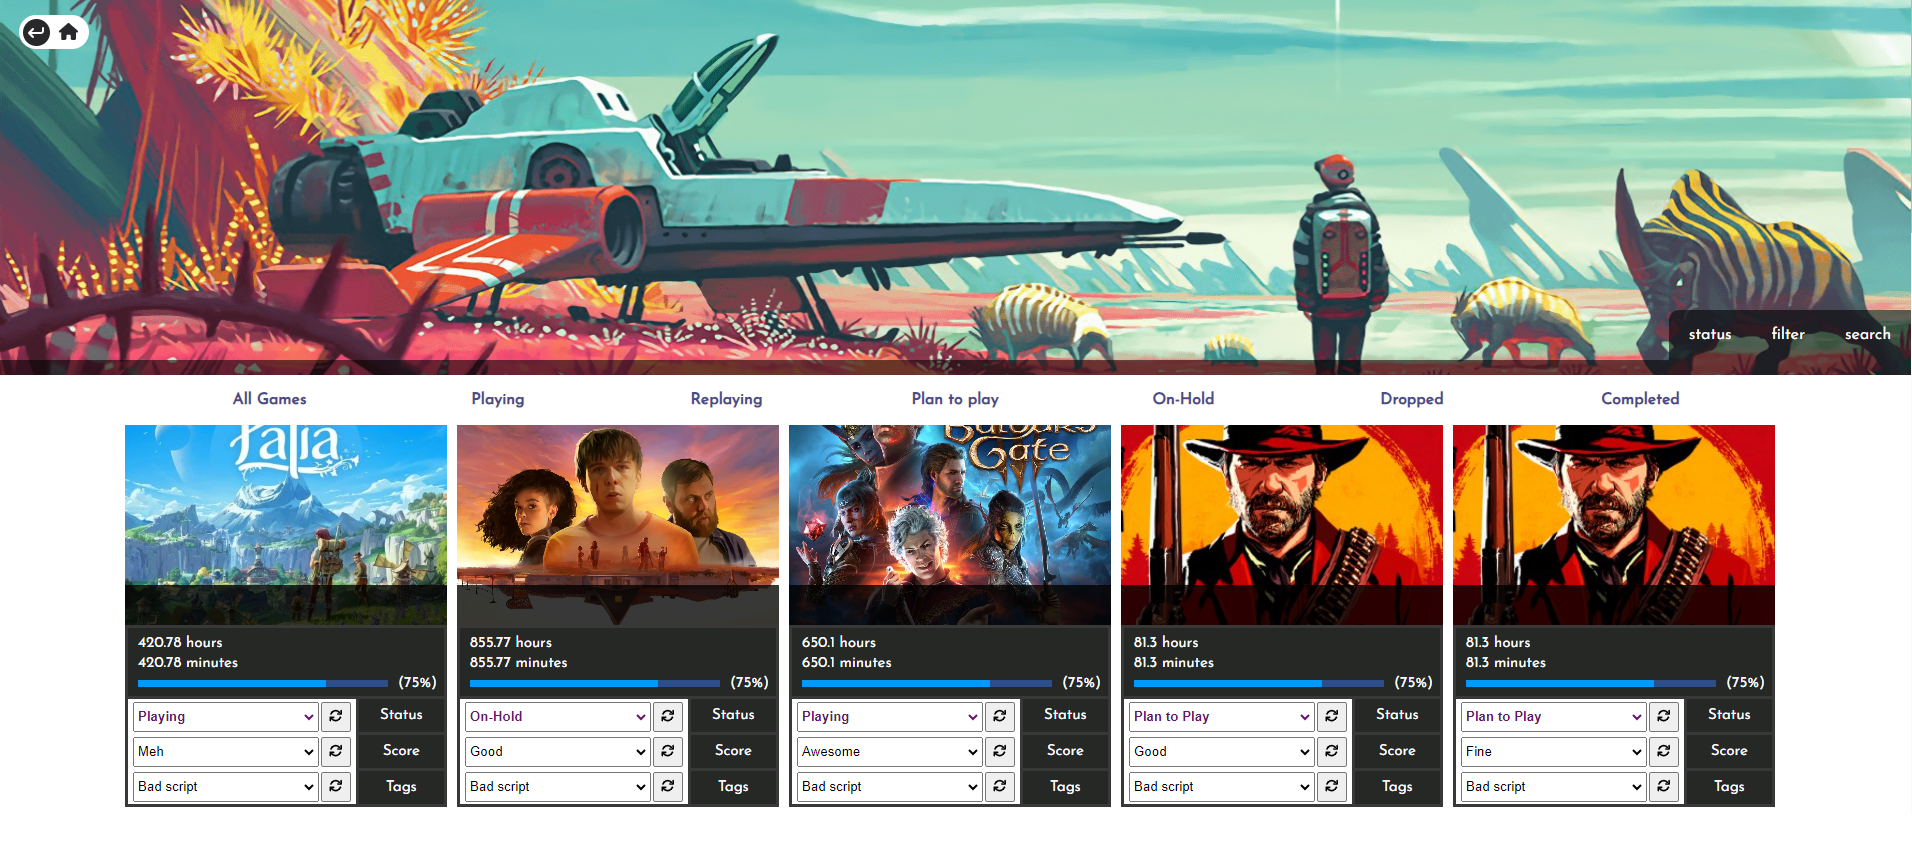 status filter search
All Games Playing Replaying Plan to play On-Hold Dropped Completed
Palia
420.78 hours
420.78 minutes
(75%)
Playing Status
Meh Score
Bad script Tags
855.77 hours
855.77 minutes
(75%)
On-Hold Status
Good Score
Bad script Tags
Baldur's
Gate
III
650.1 hours
650.1 minutes
(75%)
Playing Status
Awesome Score
Bad script Tags
81.3 hours
81.3 minutes
(75%)
Plan to Play Status
Good Score
Bad script Tags
81.3 hours
81.3 minutes
(75%)
Plan to Play Status
Fine Score
Bad script Tags